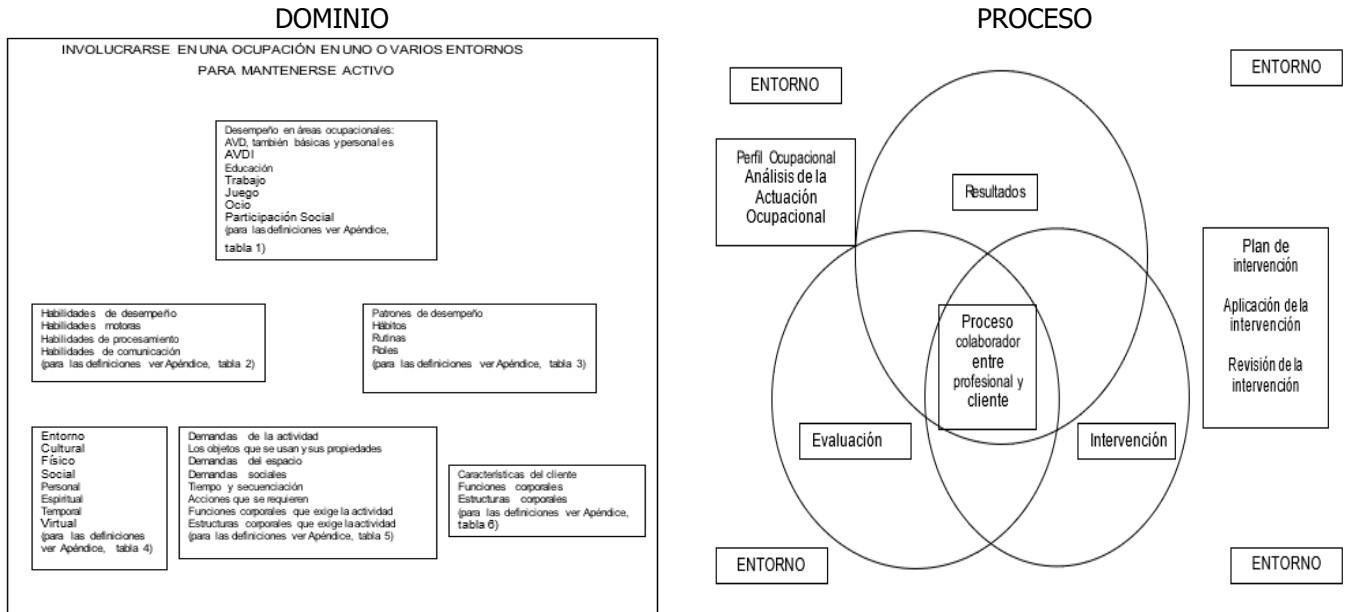 DOMINIO
INVOLUCRARSE EN UNA OCUPACIÓN EN UNO O VARIOS ENTORNOS
PARA MANTENERSE ACTIVO
Desempeño en áreas ocupacionales:
AVD, también básicas y personales
AVDI
Educación
Trabajo
Juego
Ocio
Participación Social
(para las definiciones ver Apéndice,
tabla 1)
Habilidades de desempeño
Habilidades motoras
Habilidades de procesamiento
Habilidades de comunicación
(para las definiciones ver Apéndice, tabla 2)
Patrones de desempeño
Hábitos
Rutinas
Roles
(para las definiciones ver Apéndice, tabla 3)
Entorno
Cultural
Físico
Social
Personal
Espiritual
Temporal
Virtual
(para las definiciones
ver Apéndice, tabla 4)
Demandas de la actividad
Los objetos que se usan y sus propiedades
Demandas del espacio
Demandas sociales
Tiempo y secuenciación
Acciones que se requieren
Funciones corporales que exige la actividad
Estructuras corporales que exige la actividad
(para las definiciones ver Apéndice, tabla 5)
Características del cliente
Funciones corporales
Estructuras corporales
(para las definiciones ver Apéndice,
tabla 6)
PROCESO
ENTORNO
ENTORNO
Perfil Ocupacional
Análisis de la
Actuación
Ocupacional
Resultados
Plan de
intervención
Aplicación de la
intervención
Revisión de la
intervención
Proceso
colaborador
entre
profesional y
cliente
Evaluación
Intervención
ENTORNO
ENTORNO